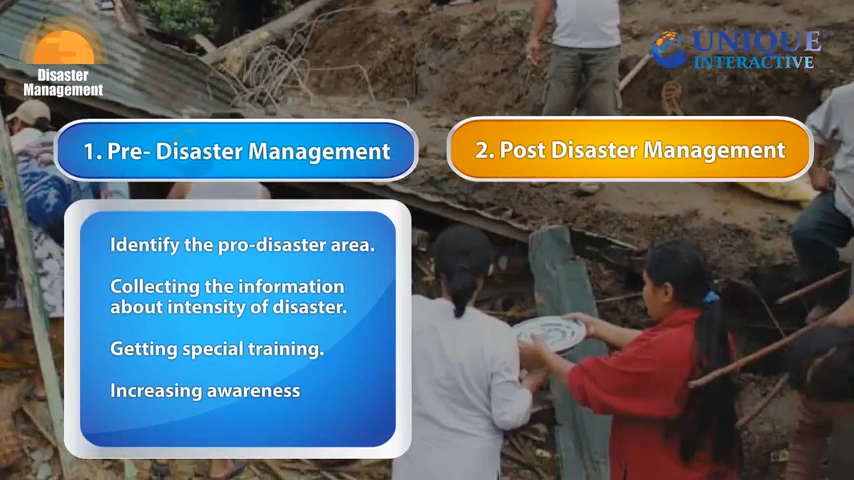 Disaster
Management
UNIQUE
INTERACTIVE
1. Pre- Disaster Management
2. Post Disaster Management
Identify the pro-disaster area.
Collecting the information
about intensity of disaster.
Getting special training.
Increasing awareness